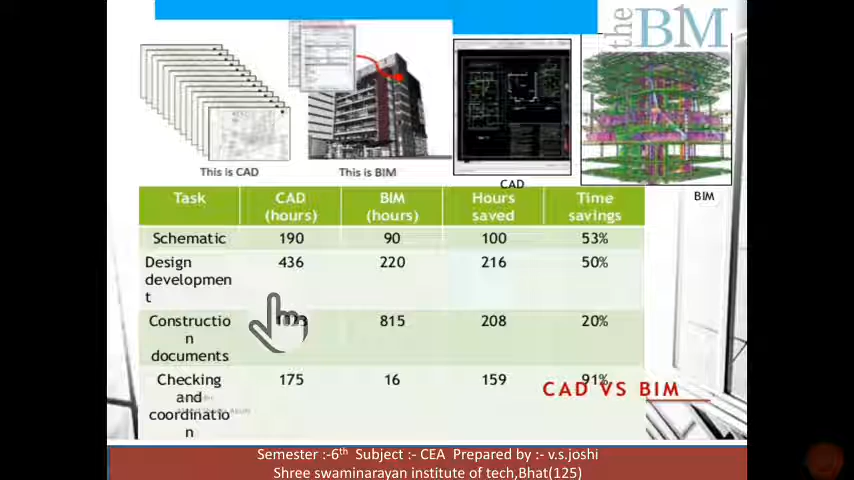 the
BIM
This is CAD
This is BIM
CAD
BIM
Task
CAD (hours)
BIM (hours)
Hours saved
Time savings
Schematic 190 90 100 53%
Design 436 220 216 50%
developmen
t
Constructio 815 208 20%
n
documents
Checking 175 16 159 91%
and
coordinatio
n
CAD VS BIM
Semester :-6th Subject :- CEA Prepared by :- v.s.joshi
Shree swaminarayan institute of tech,Bhat(125)